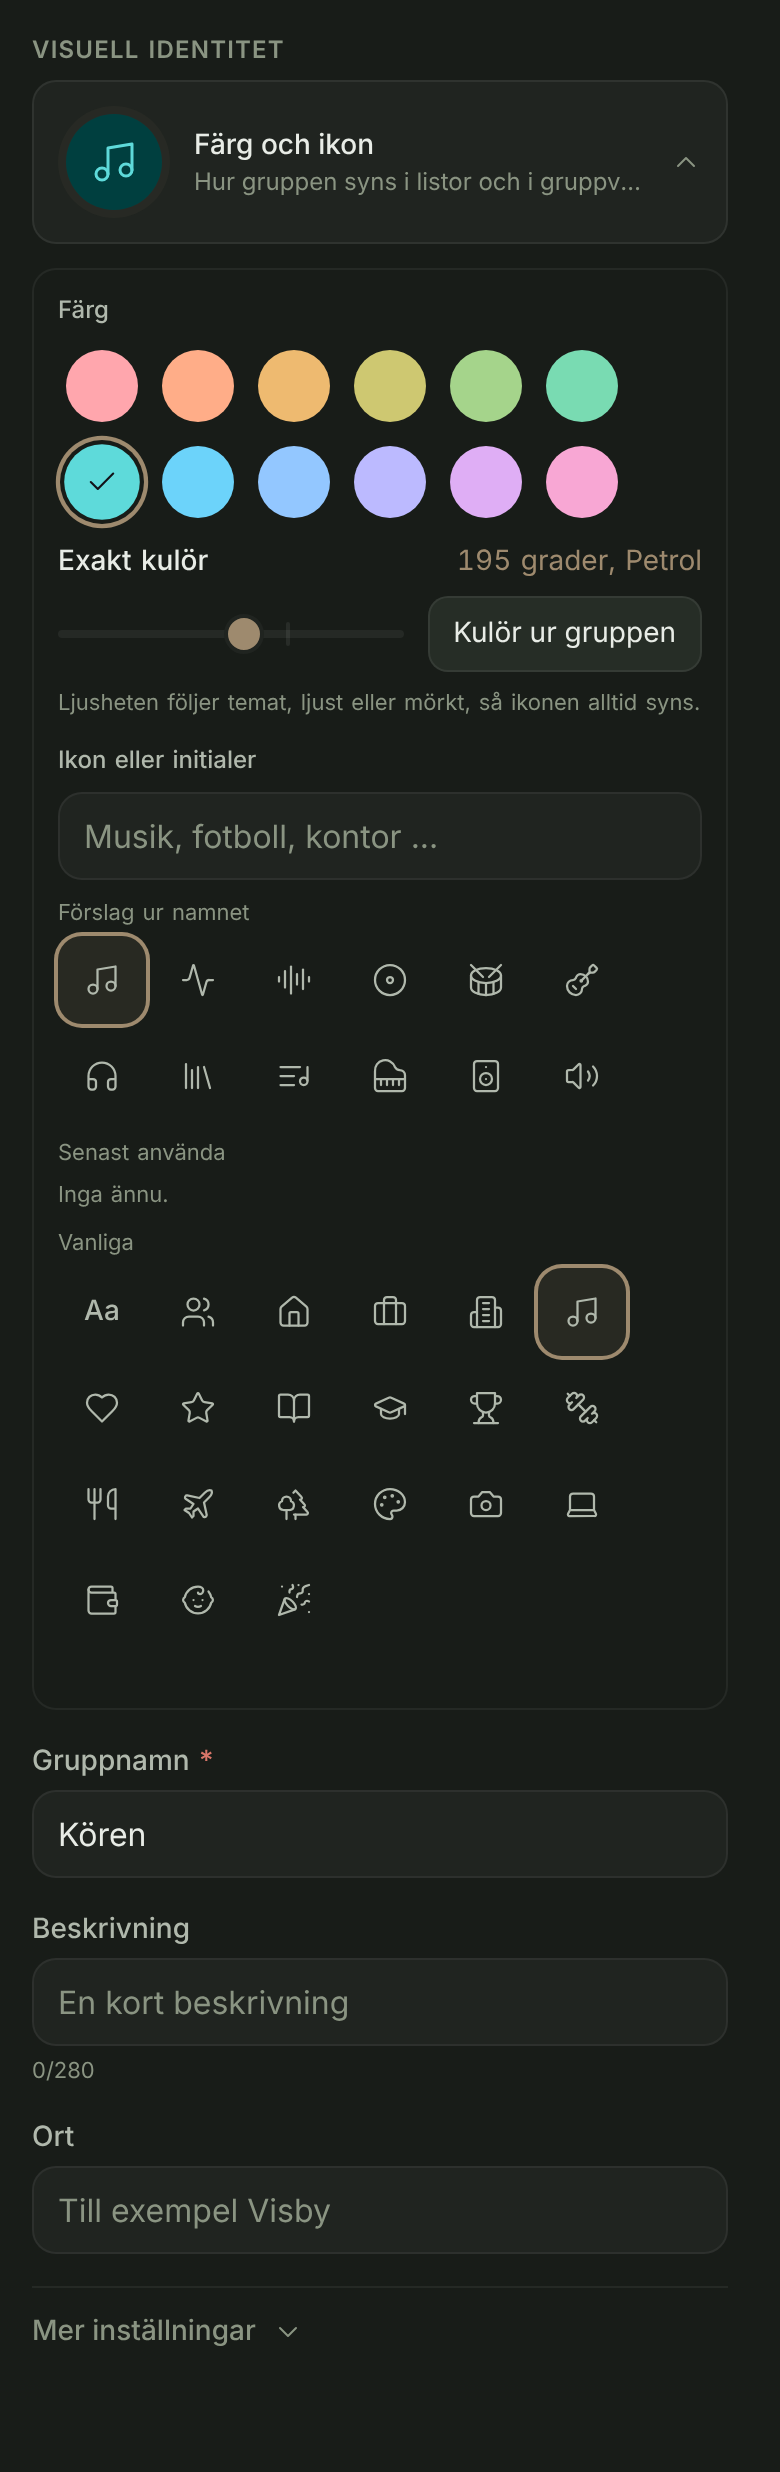 VISUELL IDENTITET
Färg och ikon
Hur gruppen syns i listor och i gruppv...
Färg
Exakt kulör
195 grader, Petrol
Kulör ur gruppen
Ljusheten följer temat, ljust eller mörkt, så ikonen alltid syns.
Ikon eller initialer
Musik, fotboll, kontor ...
Förslag ur namnet
Senast använda
Inga ännu.
Vanliga
Aa
Gruppnamn *
Kören
Beskrivning
En kort beskrivning
0/280
Ort
Till exempel Visby
Mer inställningar